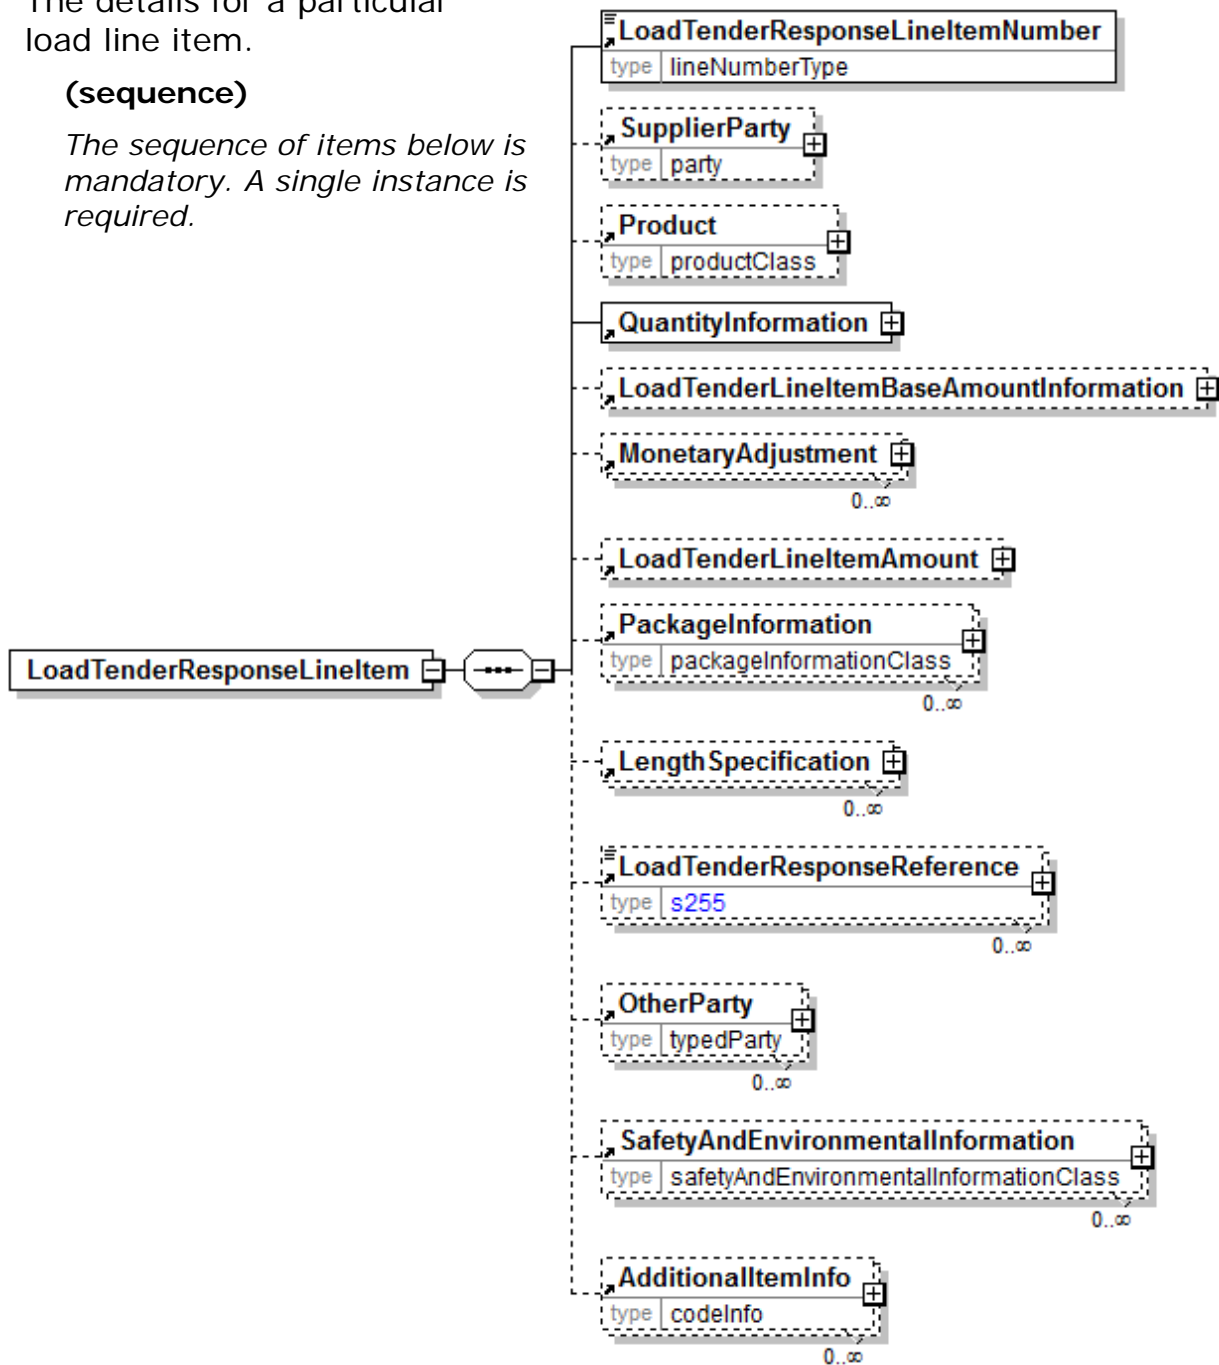 The details for a particular
load line item.
(sequence)
The sequence of items below is
mandatory. A single instance is
required.
LoadTenderResponseLineItem
LoadTenderResponseLineItemNumber
type lineNumberType
SupplierParty
type party
Product
type productClass
QuantityInformation
LoadTenderLineItemBaseAmountInformation
MonetaryAdjustment
0..∞
LoadTenderLineItemAmount
PackageInformation
type packageInformationClass
0..∞
LengthSpecification
0..∞
LoadTenderResponseReference
type s255
0..∞
OtherParty
type typedParty
0..∞
SafetyAndEnvironmentalInformation
type safetyAndEnvironmentalInformationClass
0..∞
AdditionalItemInfo
type codeInfo
0..∞